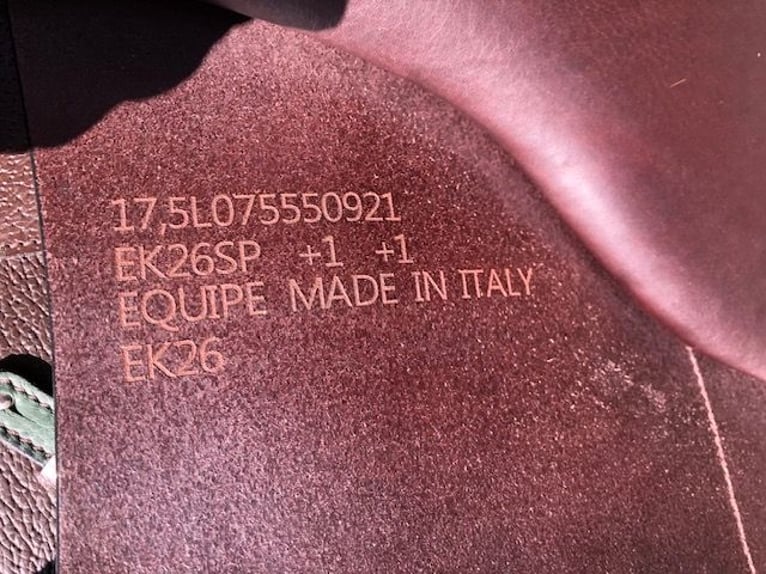 17,5L075550921
EK26SP +1 +1
EQUIPE MADE IN ITALY
EK26